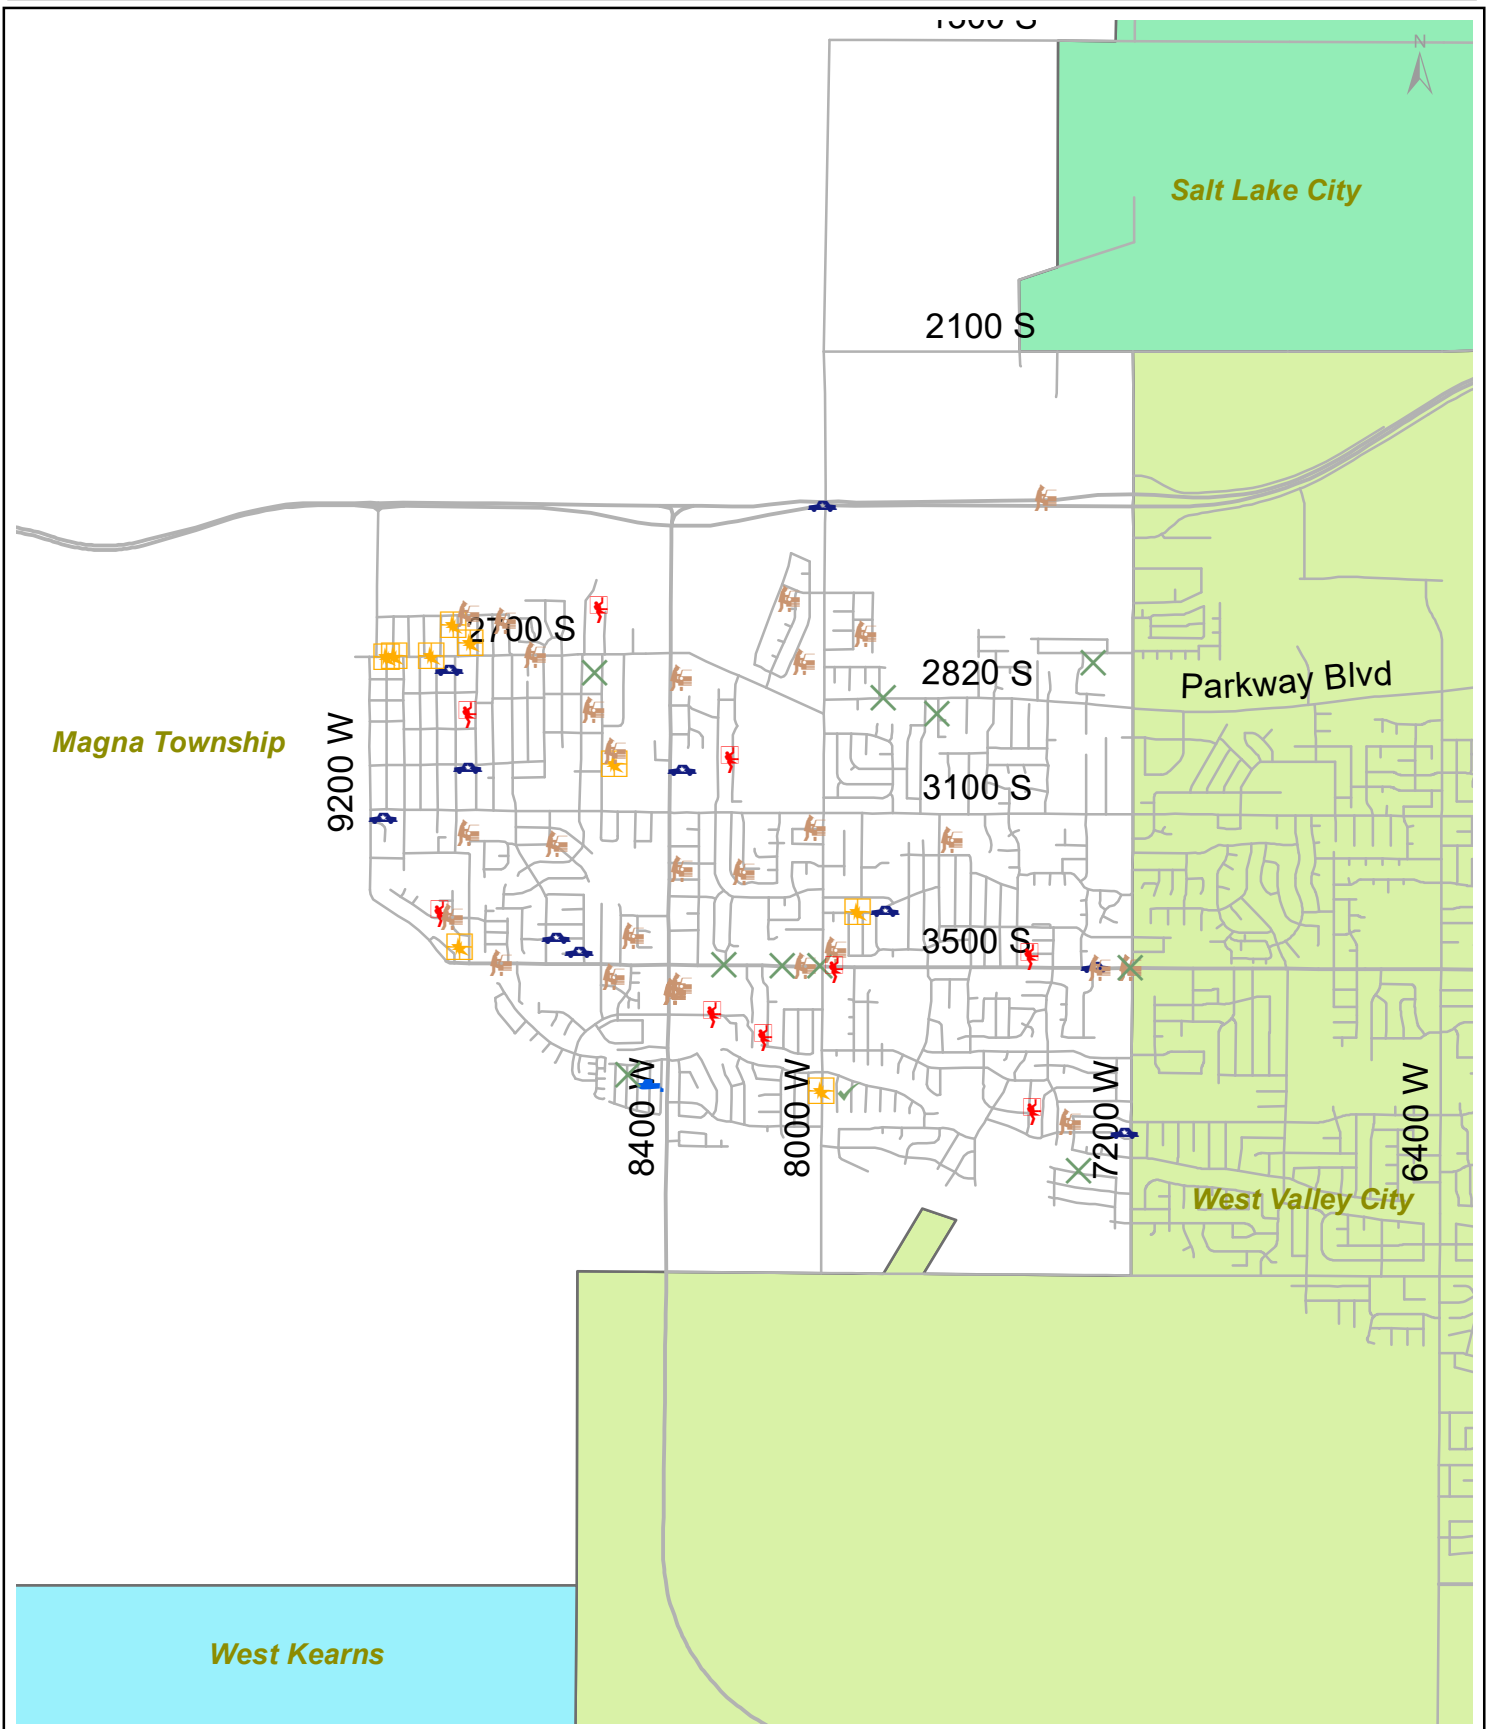 N
Salt Lake City
2100 S
2700 S
2820 S
Parkway Blvd
Magna Township
9200 W
3100 S
3500 S
8400 W
8000 W
7200 W
6400 W
West Valley City
West Kearns